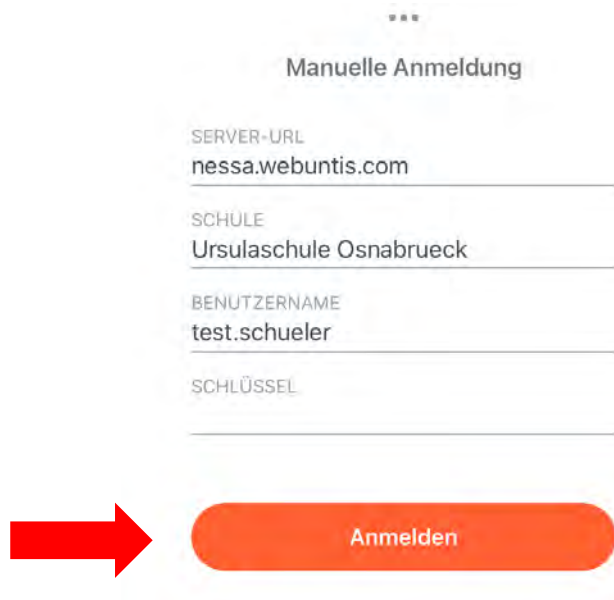 Manuelle Anmeldung
SERVER-URL
nessa.webuntis.com
SCHULE
Ursulaschule Osnabrueck
BENUTZERNAME
test.schueler
SCHLÜSSEL
Anmelden